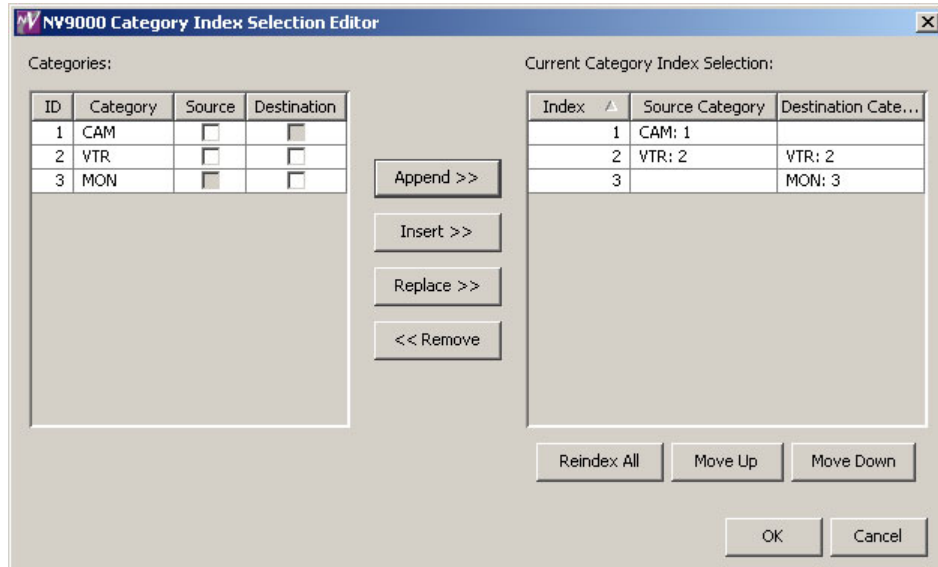 NV9000 Category Index Selection Editor
Categories:
Current Category Index Selection:
ID Category Source Destination
1 CAM
2 VTR
3 MON
Append >>
Insert >>
Replace >>
<< Remove
Index Source Category Destination Cate...
1 CAM: 1
2 VTR: 2 VTR: 2
3 MON: 3
Reindex All Move Up Move Down
OK Cancel